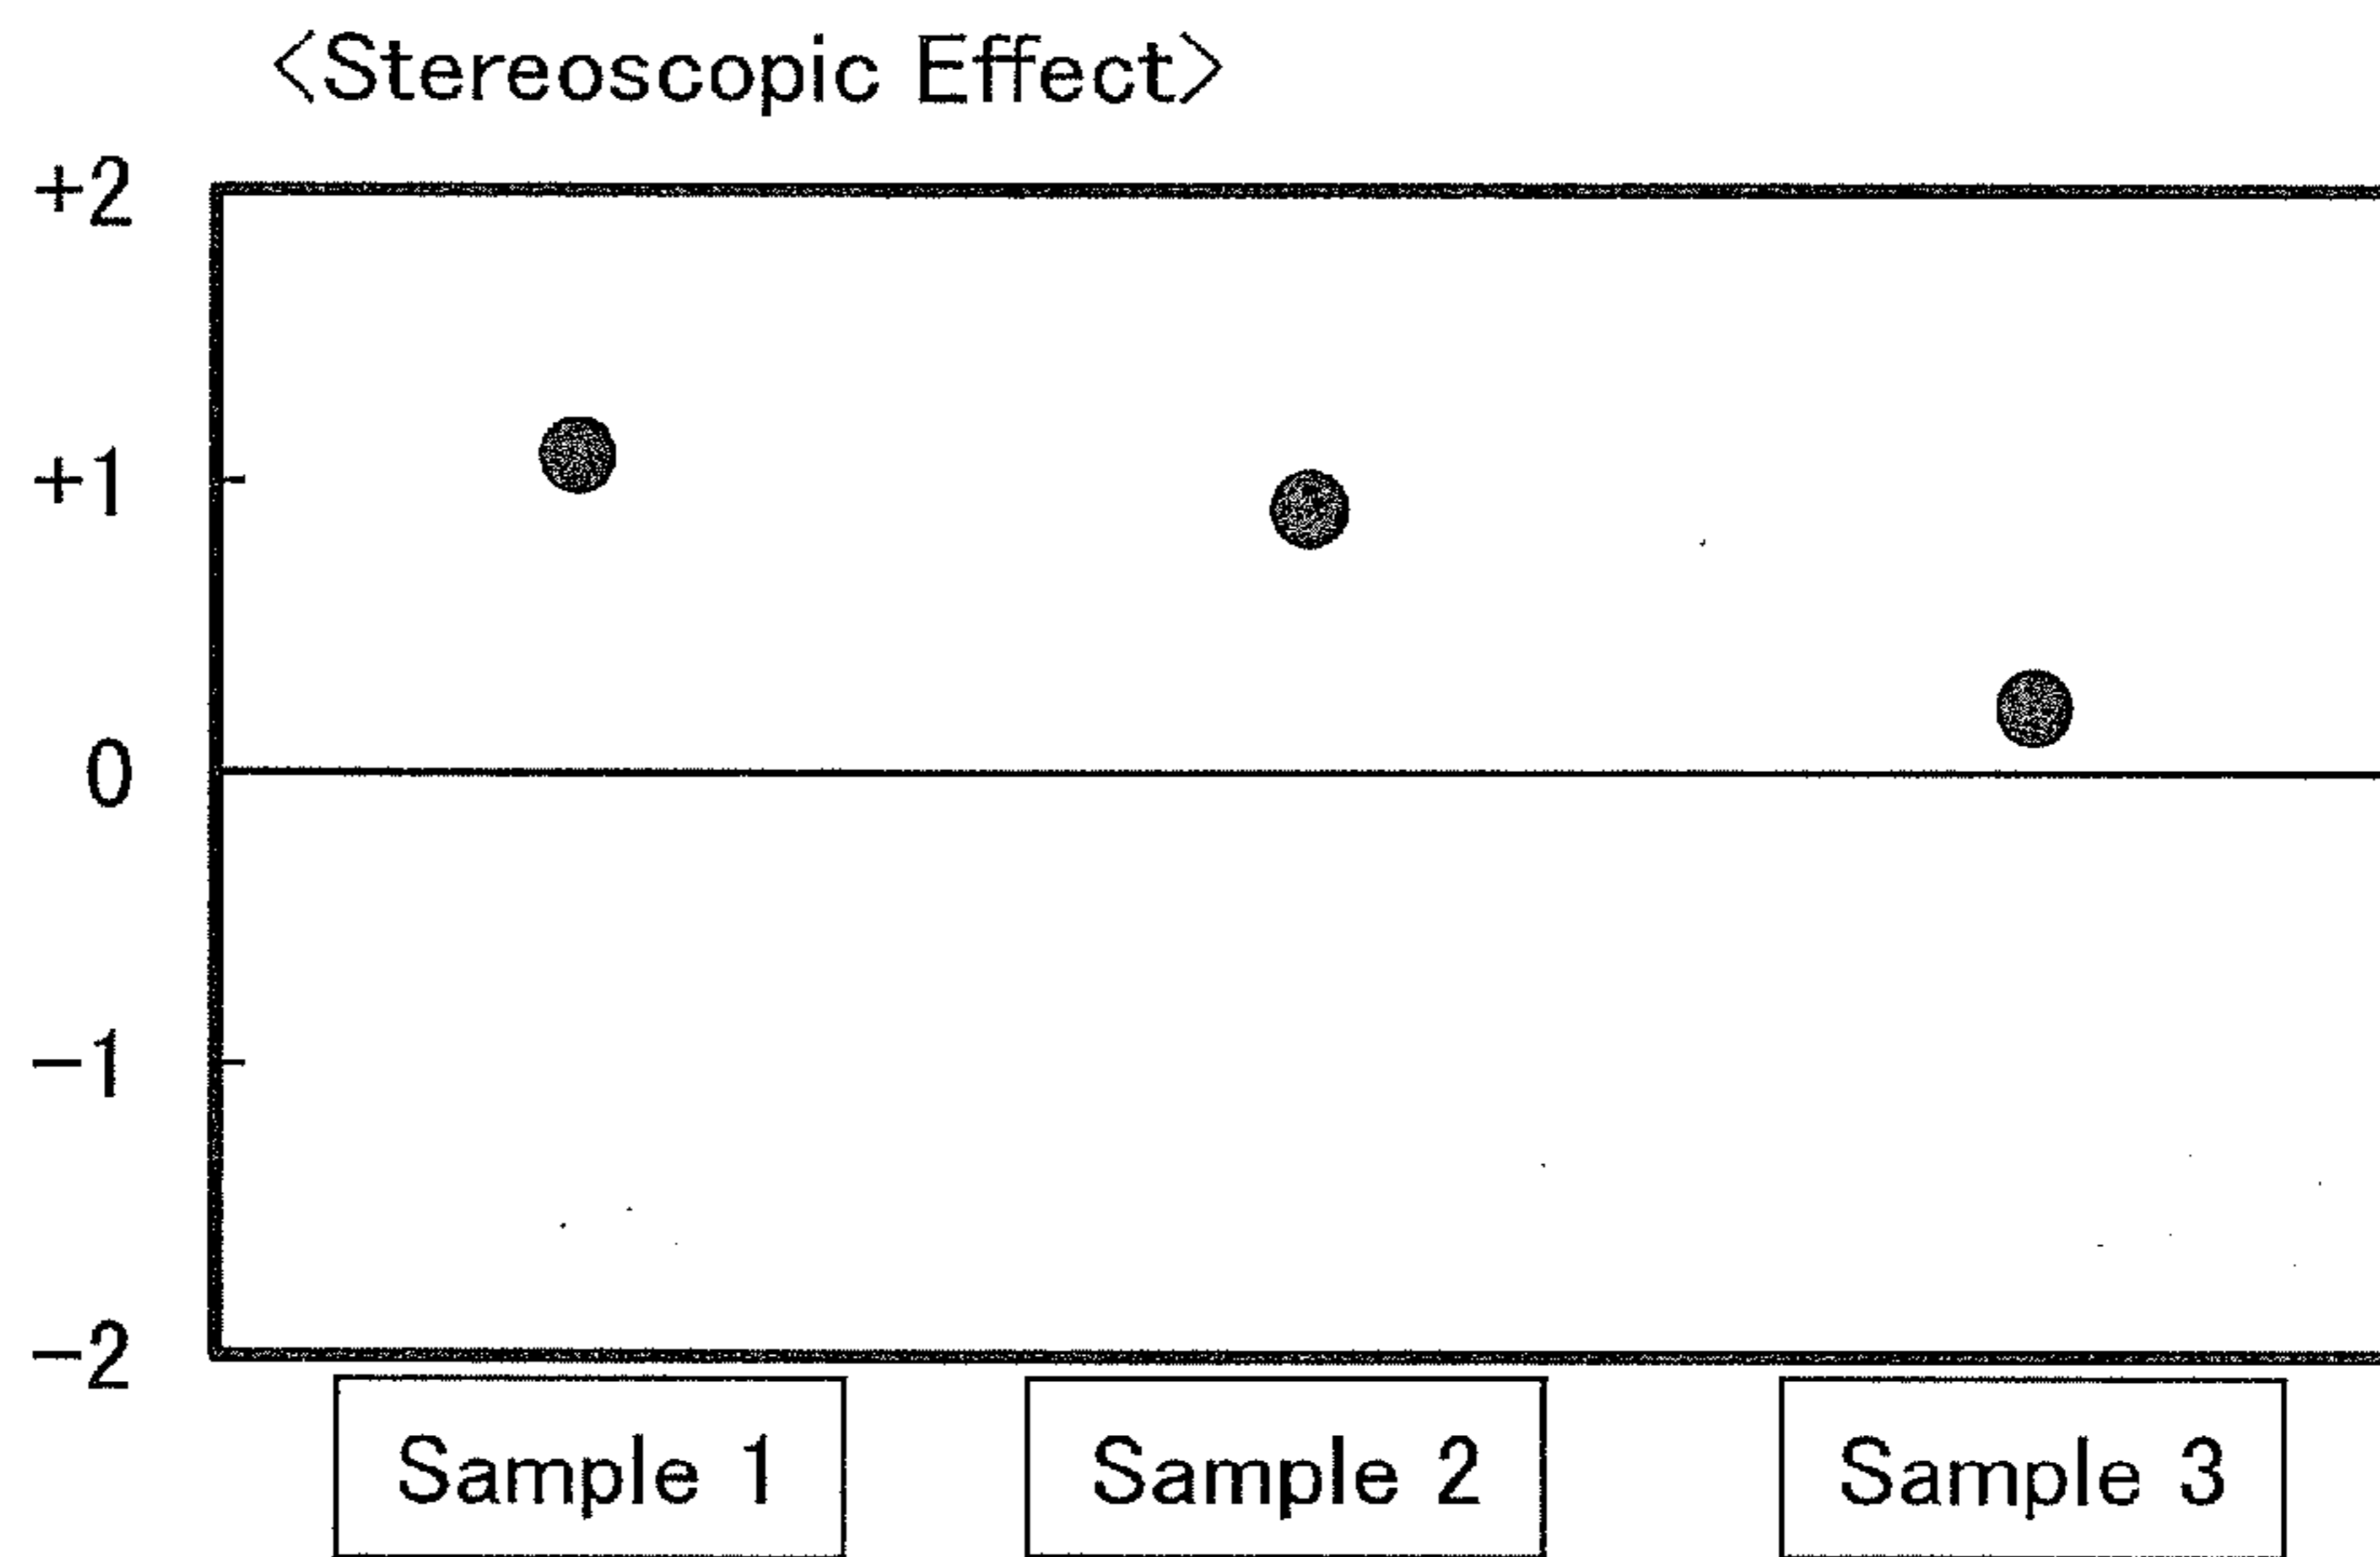 <Stereoscopic Effect>
+2
+1
0
−1
−2
Sample 1
Sample 2
Sample 3